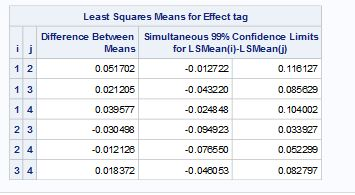 Least Squares Means for Effect tag
i j Difference Between Means Simultaneous 99% Confidence Limits for LSMean(i)-LSMean(j)
1 2 0.051702 -0.012722 0.116127
1 3 0.021205 -0.043220 0.085629
1 4 0.039577 -0.024848 0.104002
2 3 -0.030498 -0.094923 0.033927
2 4 -0.012126 -0.076550 0.052299
3 4 0.018372 -0.046053 0.082797